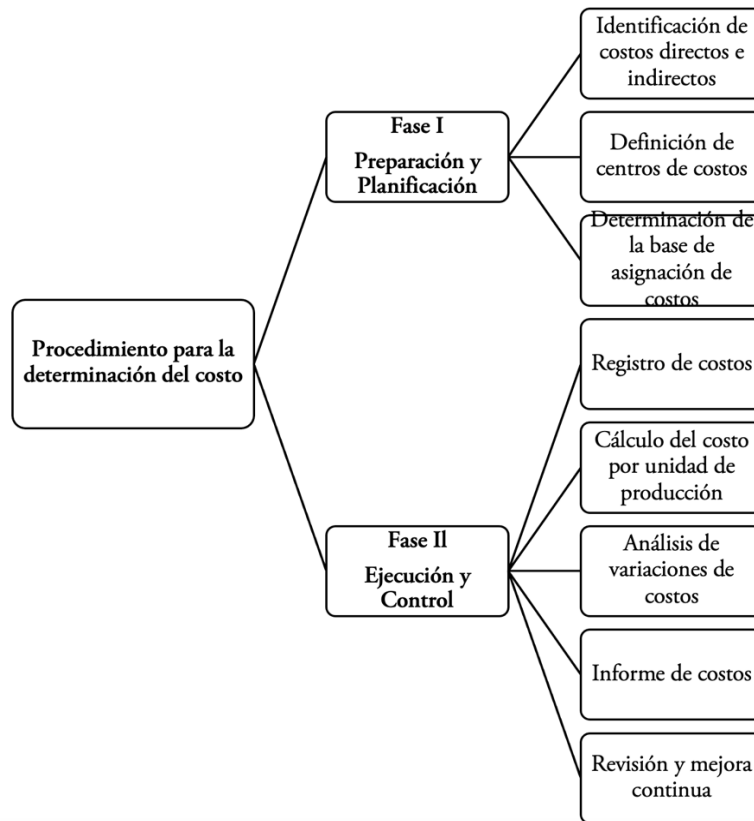 Procedimiento para la
determinación del costo
Fase I
Preparación y
Planificación
Identificación de
costos directos e
indirectos
Definición de
centros de costos
Determinación de
la base de
asignación de
costos
Fase Il
Ejecución y
Control
Registro de costos
Cálculo del costo
por unidad de
producción
Análisis de
variaciones de
costos
Informe de costos
Revisión y mejora
continua